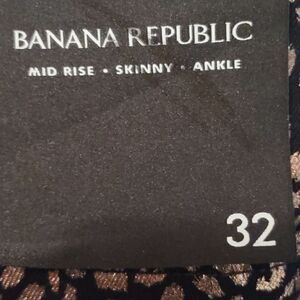 BANANA REPUBLIC
MID RISE • SKINNY • ANKLE
32